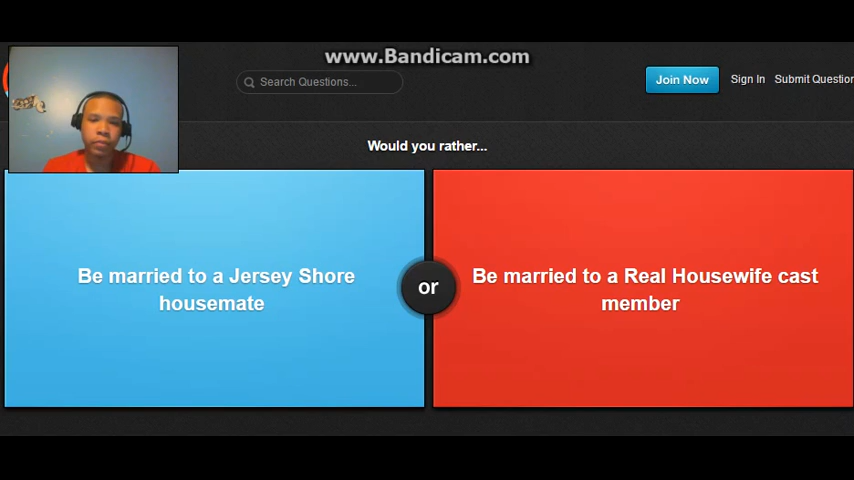 www.Bandicam.com
Search Questions...
Join Now
Sign In
Submit Question
Would you rather...
Be married to a Jersey Shore
housemate
or
Be married to a Real Housewife cast
member